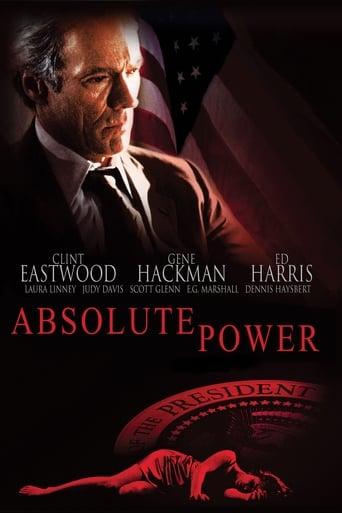 CLINT GENE ED
EASTWOOD HACKMAN HARRIS
LAURA LINNEY JUDY DAVIS SCOTT GLENN E.G. MARSHALL DENNIS HAYSBERT
ABSOLUTE POWER
OF THE PRESIDENT